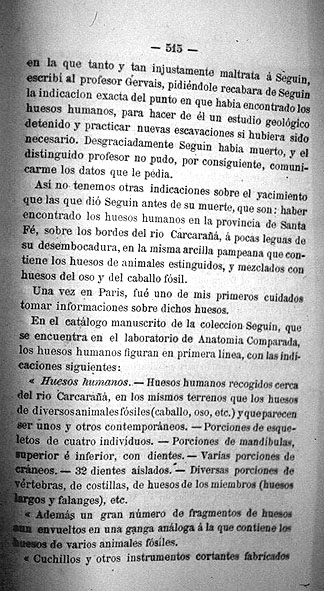 — 515 —
en la que tanto y tan injustamente maltrata á Seguin,
escribi al profesor Gervais, pidiéndole recabara de Seguin
la indicacion exacta del punto en que habia encontrado los
huesos humanos, para hacer de él un estudio geológico
detenido y practicar nuevas escavaciones si hubiera sido
necesario. Desgraciadamente Seguin habia muerto, y el
distinguido profesor no pudo, por consiguiente, comuni-
carme los datos que le pedia.
Asi no tenemos otras indicaciones sobre el yacimiento
que las que dió Seguin antes de su muerte, que son: haber
encontrado los huesos humanos en la provincia de Santa
Fé, sobre los bordes del rio Carcarañá, á pocas leguas de
su desembocadura, en la misma arcilla pampeana que con-
tiene los huesos de animales estinguidos, y mezclados con
huesos del oso y del caballo fósil.
Una vez en Paris, fué uno de mis primeros cuidados
tomar informaciones sobre dichos huesos.
En el catálogo manuscrito de la coleccion Seguin, que
se encuentra en el laboratorio de Anatomia Comparada,
los huesos humanos figuran en primera línea, con las indi-
caciones siguientes:
« Huesos humanos. — Huesos humanos recogidos cerca
del rio Carcarañá, en los mismos terrenos que los huesos
de diversos animales fósiles (caballo, oso, etc.) y que parecen
ser unos y otros contemporáneos. — Porciones de esque-
letos de cuatro individuos. — Porciones de mandibulas,
superior é inferior, con dientes. — Varias porciones de
cráneos. — 32 dientes aislados. — Diversas porciones de
vértebras, de costillas, de huesos de los miembros (huesos
largos y falanges), etc.
« Además un gran número de fragmentos de huesos
aun envueltos en una ganga análoga á la que contiene los
huesos de varios animales fósiles.
« Cuchillos y otros instrumentos cortantes fabricados